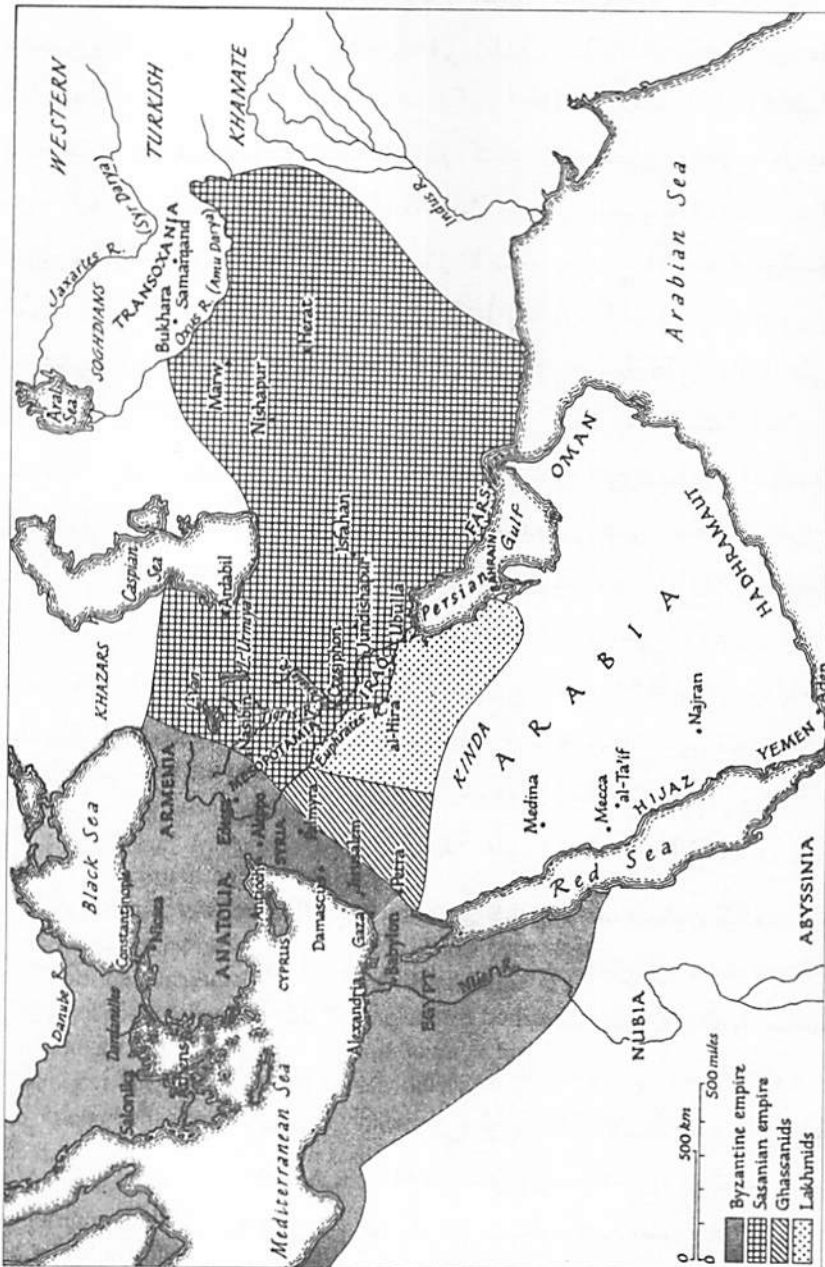 WESTERN
TURKISH
KHANATE
Jaxartes R. (Syr Darya)
Aral
Sea
SOGHDIANS
TRANSOXANIA
Bukhara
Samarqand
Oxus R. (Amu Darya)
Indus R.
Marw
Nishapur
Herat
Caspian
Sea
Ardabil
KHAZARS
Black Sea
Danube R.
Constantinople
Nicaea
Dardanelles
Salonika
Athens
ANATOLIA
ARMENIA
L. Van
L. Urmiya
Nasibin
Edessa
Tigris R.
MESOPOTAMIA
Ctesiphon
Jundishapur
Isfahan
IRAQ
Ubulla
Euphrates R.
al-Hira
FARS
BAHRAIN
Persian
Gulf
Antioch
Aleppo
SYRIA
Palmyra
CYPRUS
Damascus
Jerusalem
Gaza
Petra
Mediterranean Sea
Alexandria
Babylon
EGYPT
Nile R.
Red Sea
NUBIA
ABYSSINIA
HIJAZ
Medina
Mecca
al-Ta'if
Najran
YEMEN
Aden
KINDA
ARABIA
OMAN
HADHRAMAUT
Arabian Sea
0 500 km
0 500 miles
Byzantine empire
Sasanian empire
Ghassanids
Lakhmids